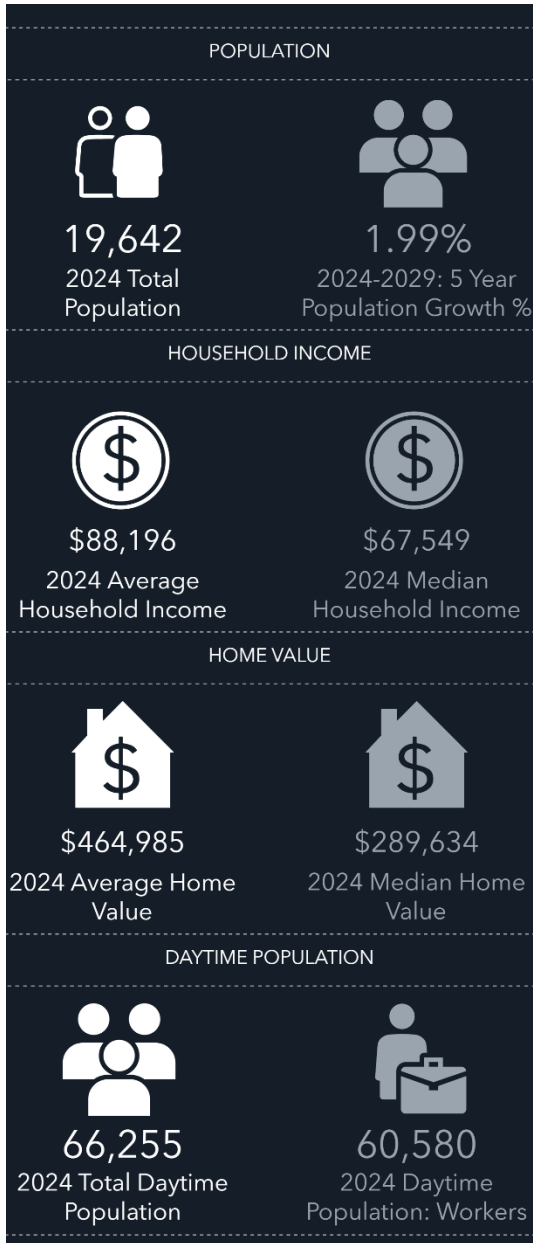 POPULATION
19,642
2024 Total
Population
1.99%
2024-2029: 5 Year
Population Growth %
HOUSEHOLD INCOME
$
$88,196
2024 Average
Household Income
$
$67,549
2024 Median
Household Income
HOME VALUE
$
$464,985
2024 Average Home
Value
$
$289,634
2024 Median Home
Value
DAYTIME POPULATION
66,255
2024 Total Daytime
Population
60,580
2024 Daytime
Population: Workers